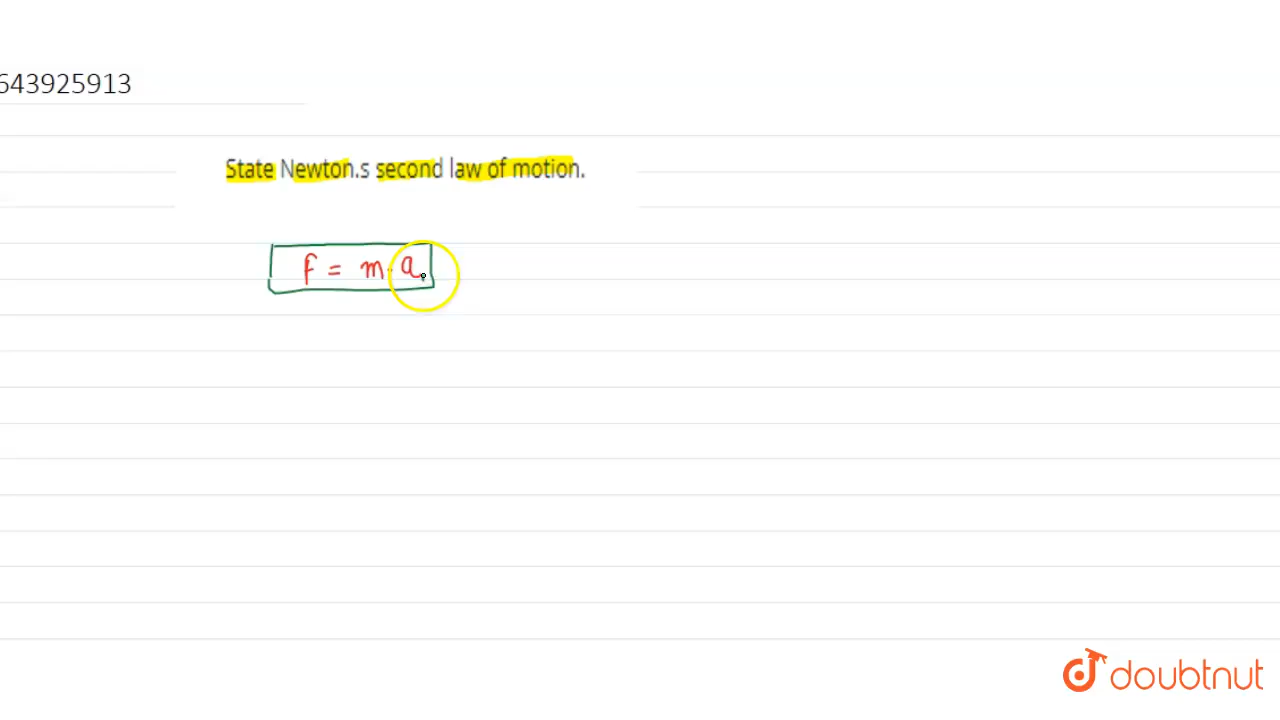 643925913
State Newton.s second law of motion.
F = m. a
doubtnut